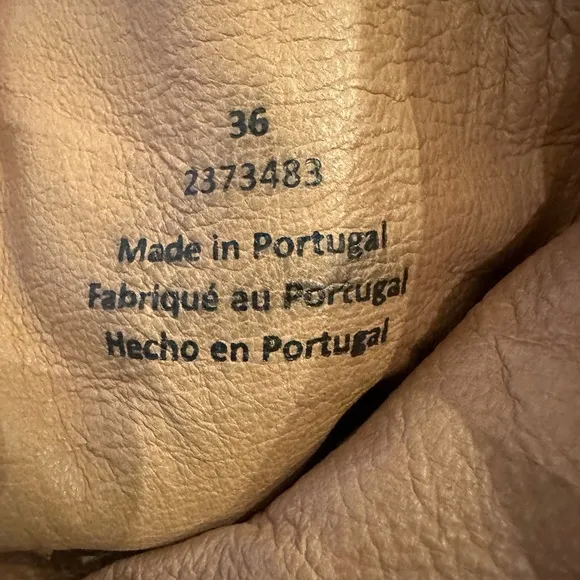 36
2373483
Made in Portugal
Fabriqué au Portugal
Hecho en Portugal